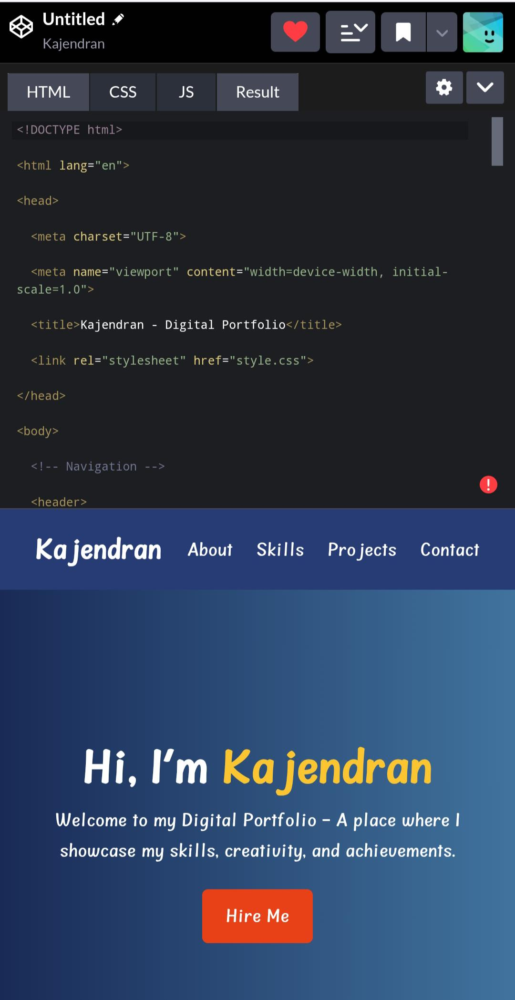 Untitled
Kajendran
HTML CSS JS Result
<!DOCTYPE html>
<html lang="en">
<head>
<meta charset="UTF-8">
<meta name="viewport" content="width=device-width, initial-
scale=1.0">
<title>Kajendran - Digital Portfolio</title>
<link rel="stylesheet" href="style.css">
</head>
<body>
<!-- Navigation -->
<header>
Kajendran About Skills Projects Contact
Hi, I’m Kajendran
Welcome to my Digital Portfolio – A place where I
showcase my skills, creativity, and achievements.
Hire Me